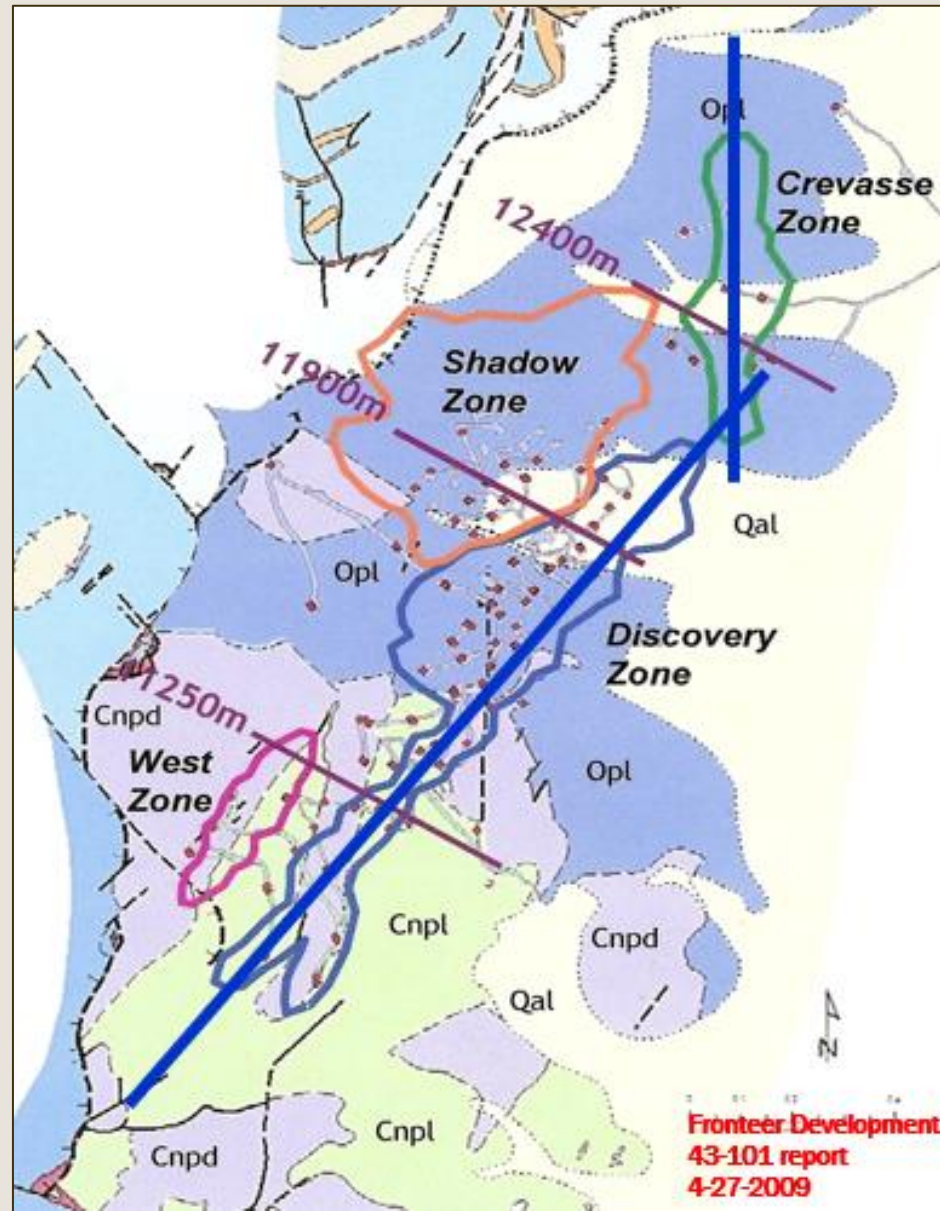 Opl
Crevasse
Zone
12400m
Shadow
Zone
11900m
Qal
Opl
Discovery
Zone
11250m
Cnpd
West
Zone
Opl
Cnpl
Cnpd
Qal
N
Cnpl
Cnpd
Fronteer Development
43-101 report
4-27-2009